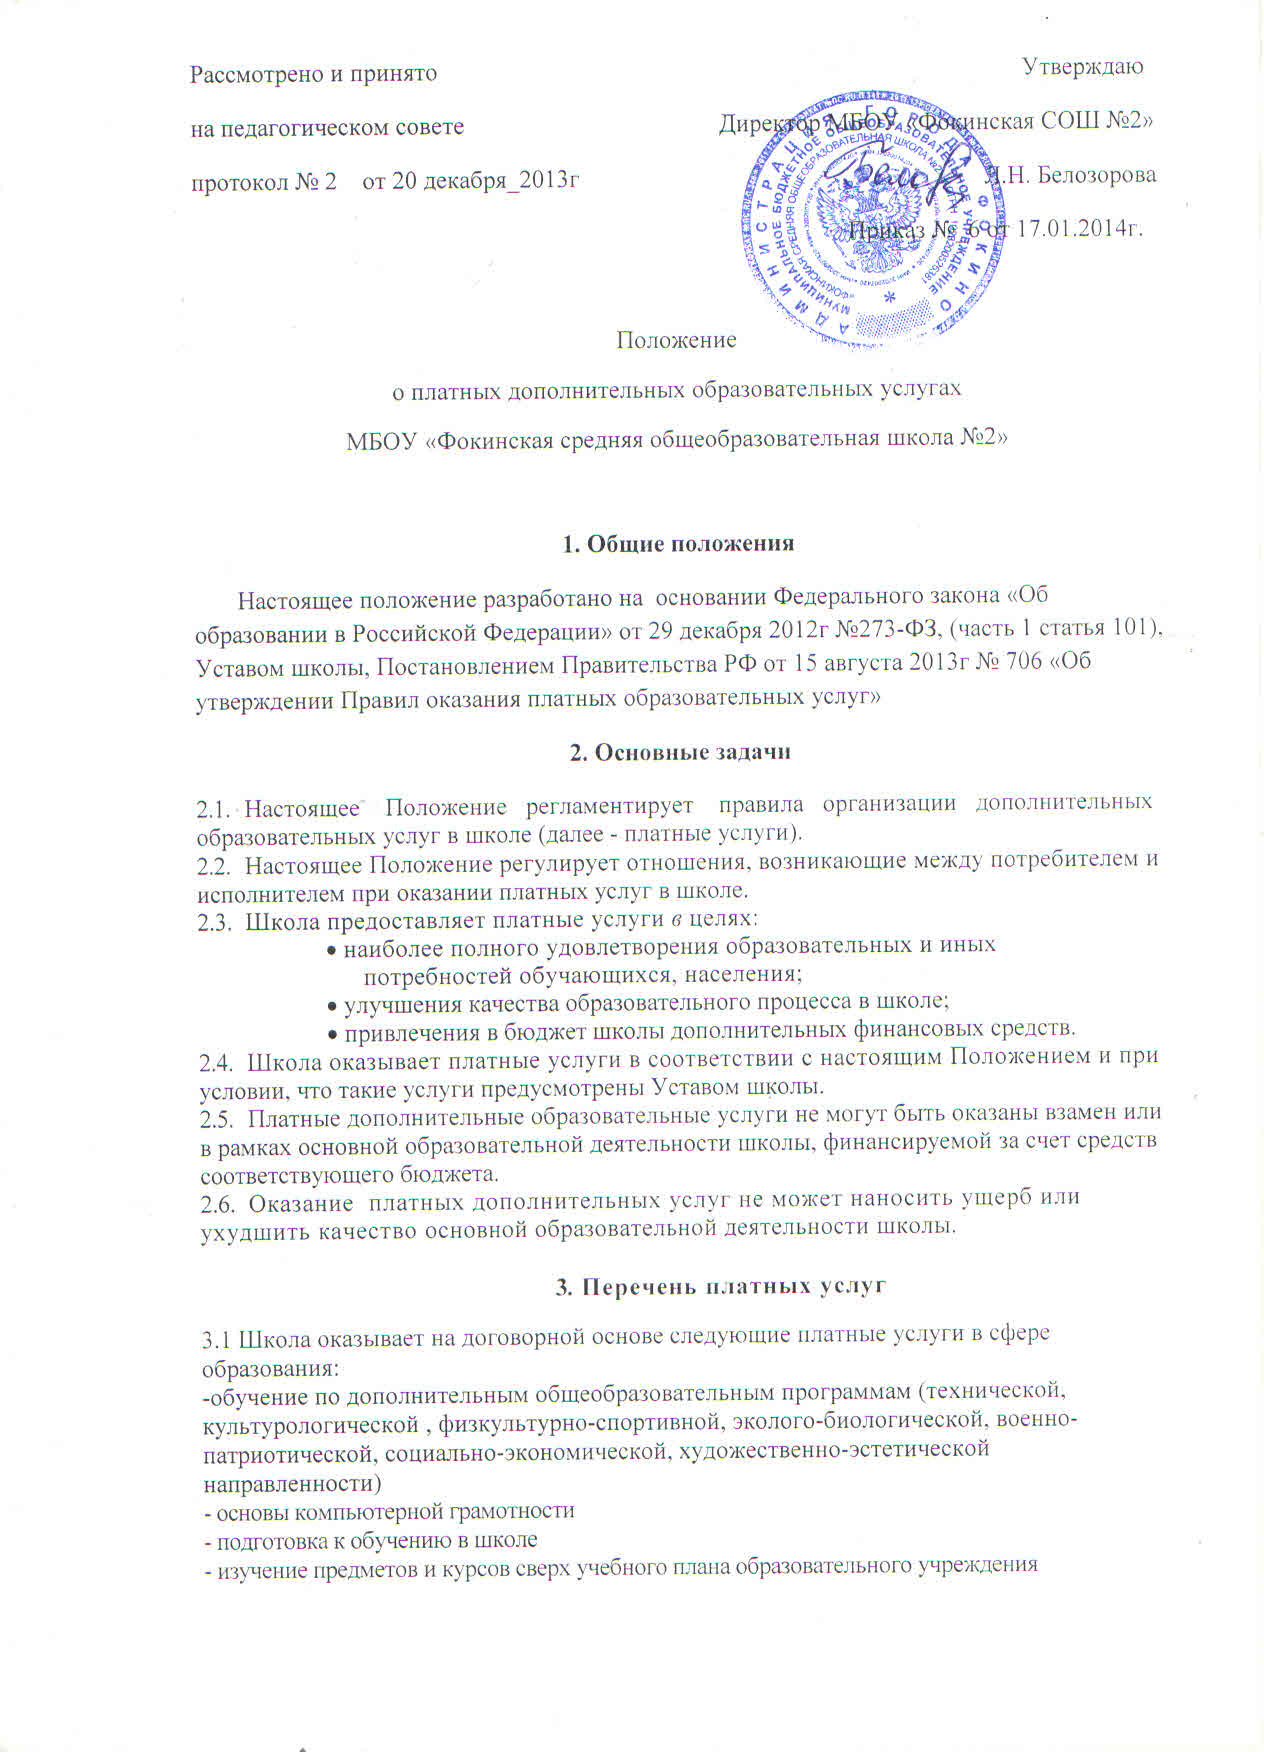 Рассмотрено и принято
Утверждаю
на педагогическом совете
Директор МБОУ «Фокинская СОШ №2»
протокол № 2 от 20 декабря_2013г
Л.Н. Белозорова
Приказ № 6 от 17.01.2014г.
АДМИНИСТРАЦИЯ ГОРОДА ФОКИНО
МУНИЦИПАЛЬНОЕ БЮДЖЕТНОЕ ОБЩЕОБРАЗОВАТЕЛЬНОЕ УЧРЕЖДЕНИЕ
Положение
о платных дополнительных образовательных услугах
МБОУ «Фокинская средняя общеобразовательная школа №2»
1. Общие положения
Настоящее положение разработано на основании Федерального закона «Об
образовании в Российской Федерации» от 29 декабря 2012г №273-ФЗ, (часть 1 статья 101),
Уставом школы, Постановлением Правительства РФ от 15 августа 2013г № 706 «Об
утверждении Правил оказания платных образовательных услуг»
2. Основные задачи
2.1. Настоящее Положение регламентирует правила организации дополнительных
образовательных услуг в школе (далее - платные услуги).
2.2. Настоящее Положение регулирует отношения, возникающие между потребителем и
исполнителем при оказании платных услуг в школе.
2.3. Школа предоставляет платные услуги в целях:
• наиболее полного удовлетворения образовательных и иных
потребностей обучающихся, населения;
• улучшения качества образовательного процесса в школе;
• привлечения в бюджет школы дополнительных финансовых средств.
2.4. Школа оказывает платные услуги в соответствии с настоящим Положением и при
условии, что такие услуги предусмотрены Уставом школы.
2.5. Платные дополнительные образовательные услуги не могут быть оказаны взамен или
в рамках основной образовательной деятельности школы, финансируемой за счет средств
соответствующего бюджета.
2.6. Оказание платных дополнительных услуг не может наносить ущерб или
ухудшить качество основной образовательной деятельности школы.
3. Перечень платных услуг
3.1 Школа оказывает на договорной основе следующие платные услуги в сфере
образования:
-обучение по дополнительным общеобразовательным программам (технической,
культурологической , физкультурно-спортивной, эколого-биологической, военно-
патриотической, социально-экономической, художественно-эстетической
направленности)
- основы компьютерной грамотности
- подготовка к обучению в школе
- изучение предметов и курсов сверх учебного плана образовательного учреждения